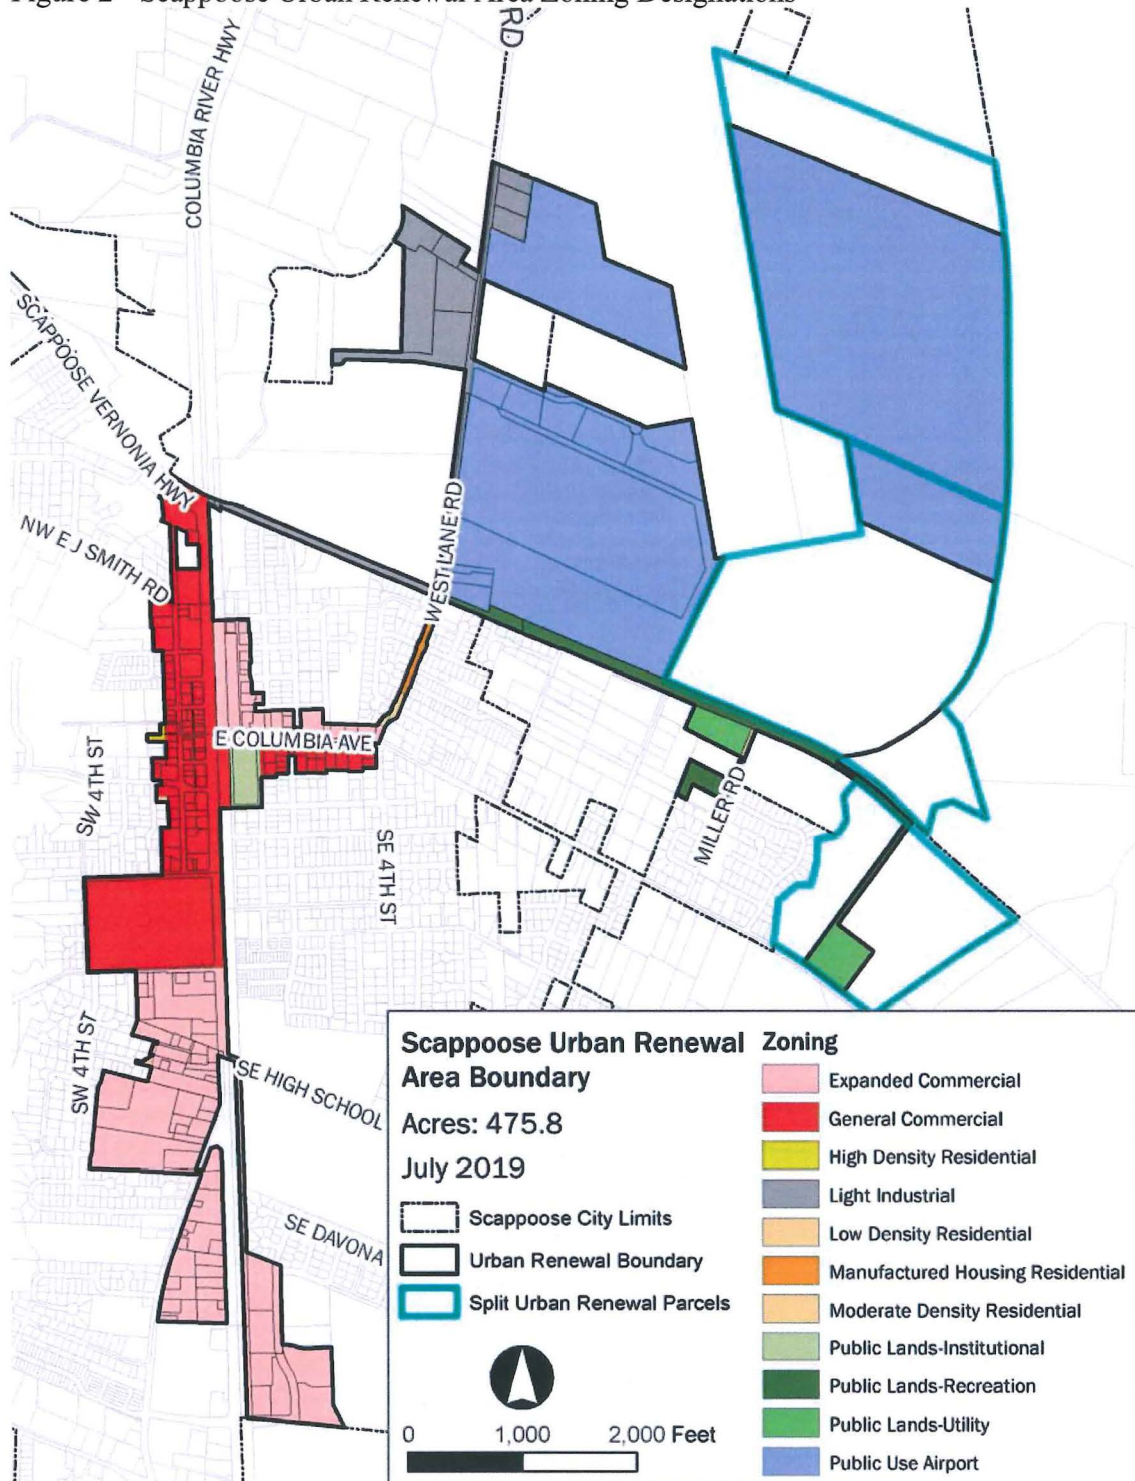 Figure 2 - Scappoose Urban Renewal Area Zoning Designations
RD
COLUMBIA RIVER HWY
SCAPPOOSE VERNONIA HWY
NW E J SMITH RD
WEST LANE RD
E COLUMBIA AVE
SW 4TH ST
SE 4TH ST
MILLER RD
SW 4TH ST
SE HIGH SCHOOL
SE DAVONA
Scappoose Urban Renewal
Area Boundary
Acres: 475.8
July 2019
Scappoose City Limits
Urban Renewal Boundary
Split Urban Renewal Parcels
0 1,000 2,000 Feet
Zoning
Expanded Commercial
General Commercial
High Density Residential
Light Industrial
Low Density Residential
Manufactured Housing Residential
Moderate Density Residential
Public Lands-Institutional
Public Lands-Recreation
Public Lands-Utility
Public Use Airport